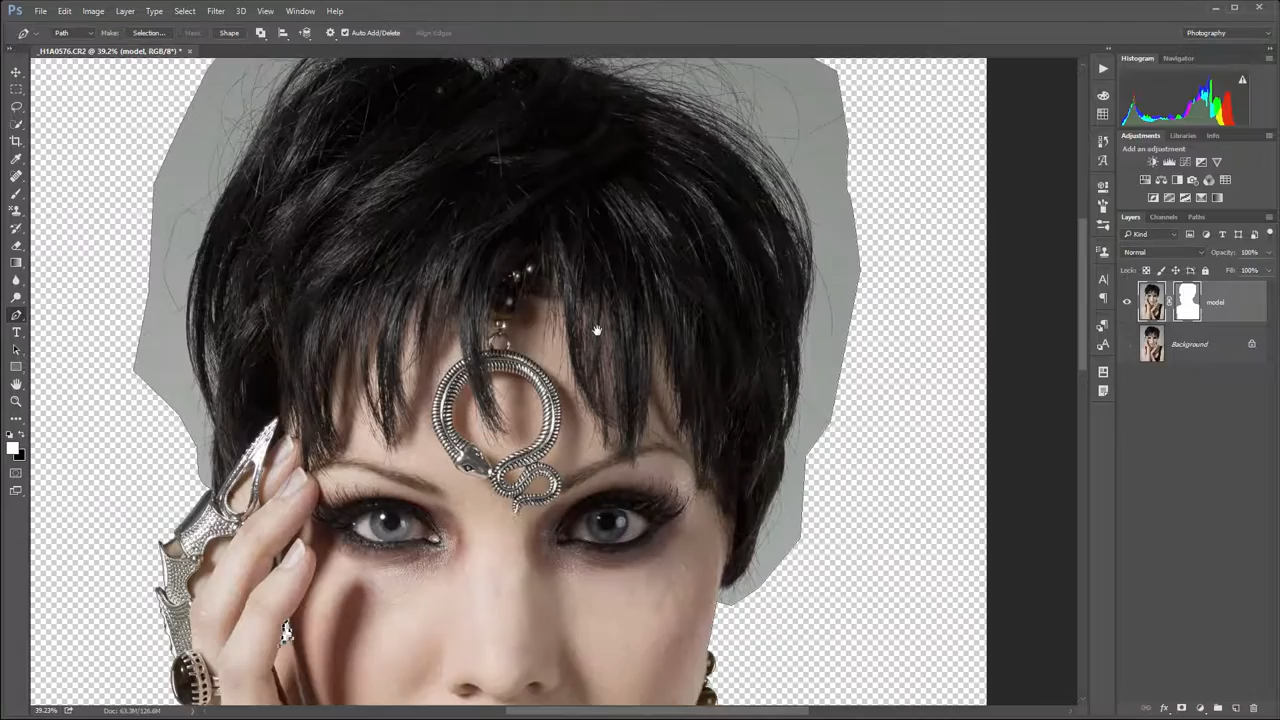 Ps File Edit Image Layer Type Select Filter 3D View Window Help
Path Make: Selection... Mask Shape Auto Add/Delete Align Edges Photography
_H1A0576.CR2 @ 39.2% (model, RGB/8*) *
Histogram Navigator
Adjustments Libraries Info
Add an adjustment
Layers Channels Paths
Kind
Normal Opacity: 100%
Lock: Fill: 100%
model
Background
39.23% Doc: 63.3M/126.6M